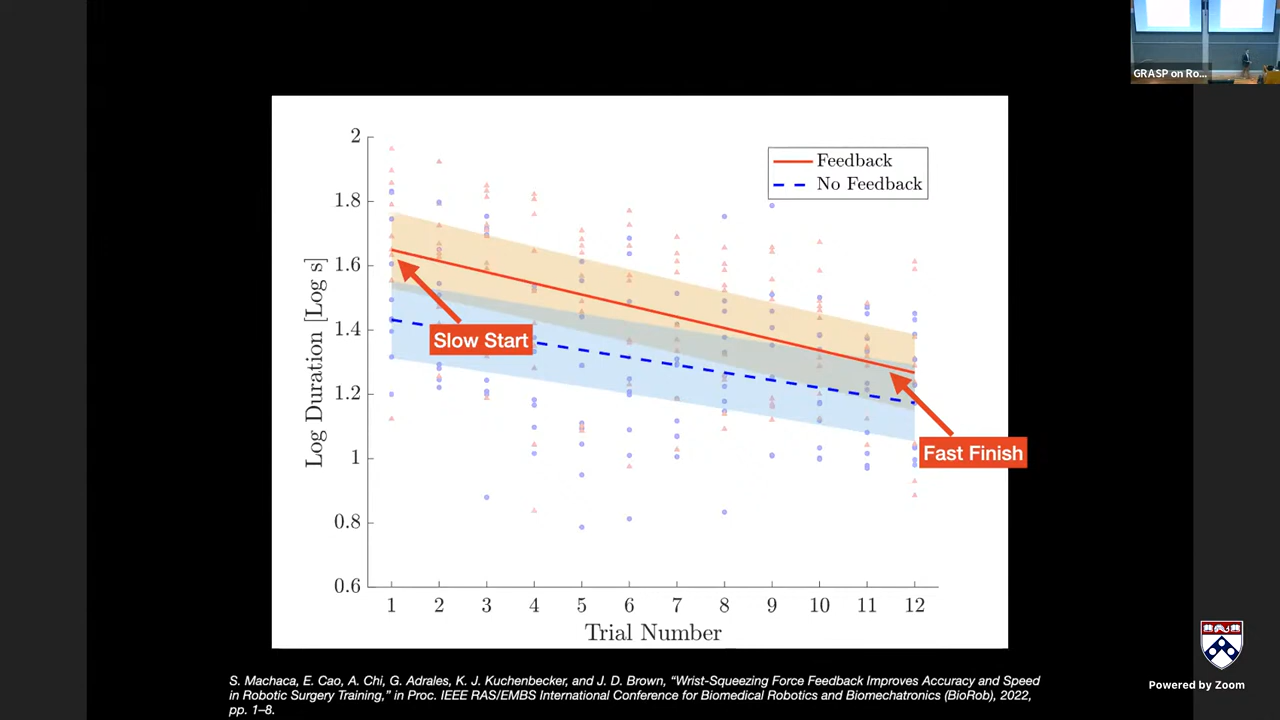 GRASP on Ro...
2
1.8
1.6
1.4
1.2
1
0.8
0.6
Log Duration [Log s]
Feedback
No Feedback
Slow Start
Fast Finish
1 2 3 4 5 6 7 8 9 10 11 12
Trial Number
S. Machaca, E. Cao, A. Chi, G. Adrales, K. J. Kuchenbecker, and J. D. Brown, “Wrist-Squeezing Force Feedback Improves Accuracy and Speed
in Robotic Surgery Training,” in Proc. IEEE RAS/EMBS International Conference for Biomedical Robotics and Biomechatronics (BioRob), 2022,
pp. 1–8.
Powered by Zoom